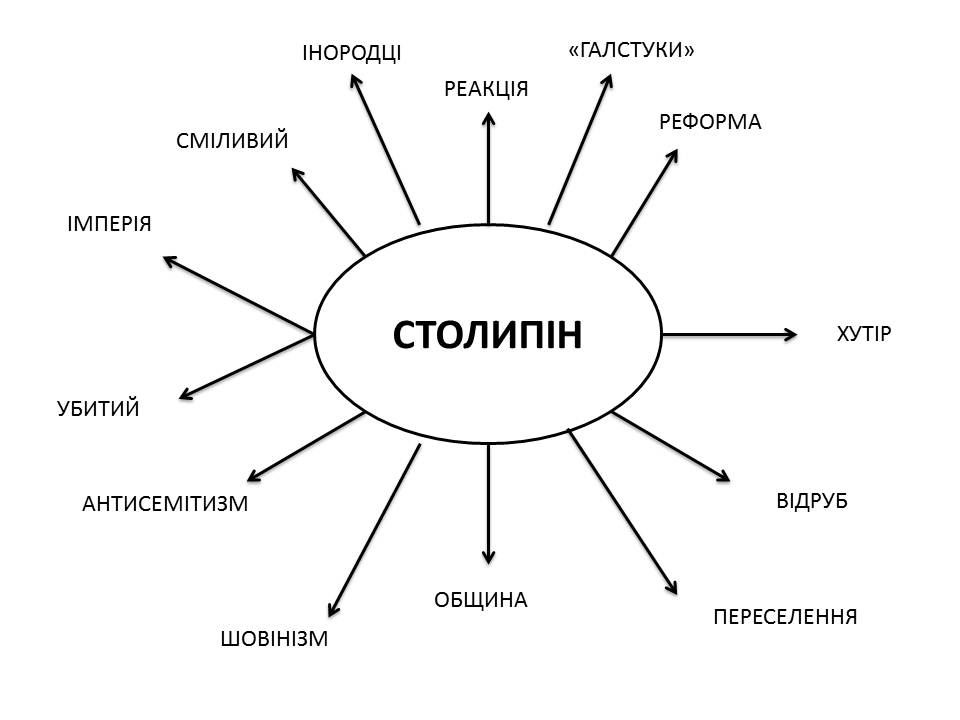 ІНОРОДЦІ
«ГАЛСТУКИ»
РЕАКЦІЯ
РЕФОРМА
СМІЛИВИЙ
ІМПЕРІЯ
СТОЛИПІН
ХУТІР
УБИТИЙ
АНТИСЕМІТИЗМ
ВІДРУБ
ОБЩИНА
ПЕРЕСЕЛЕННЯ
ШОВІНІЗМ